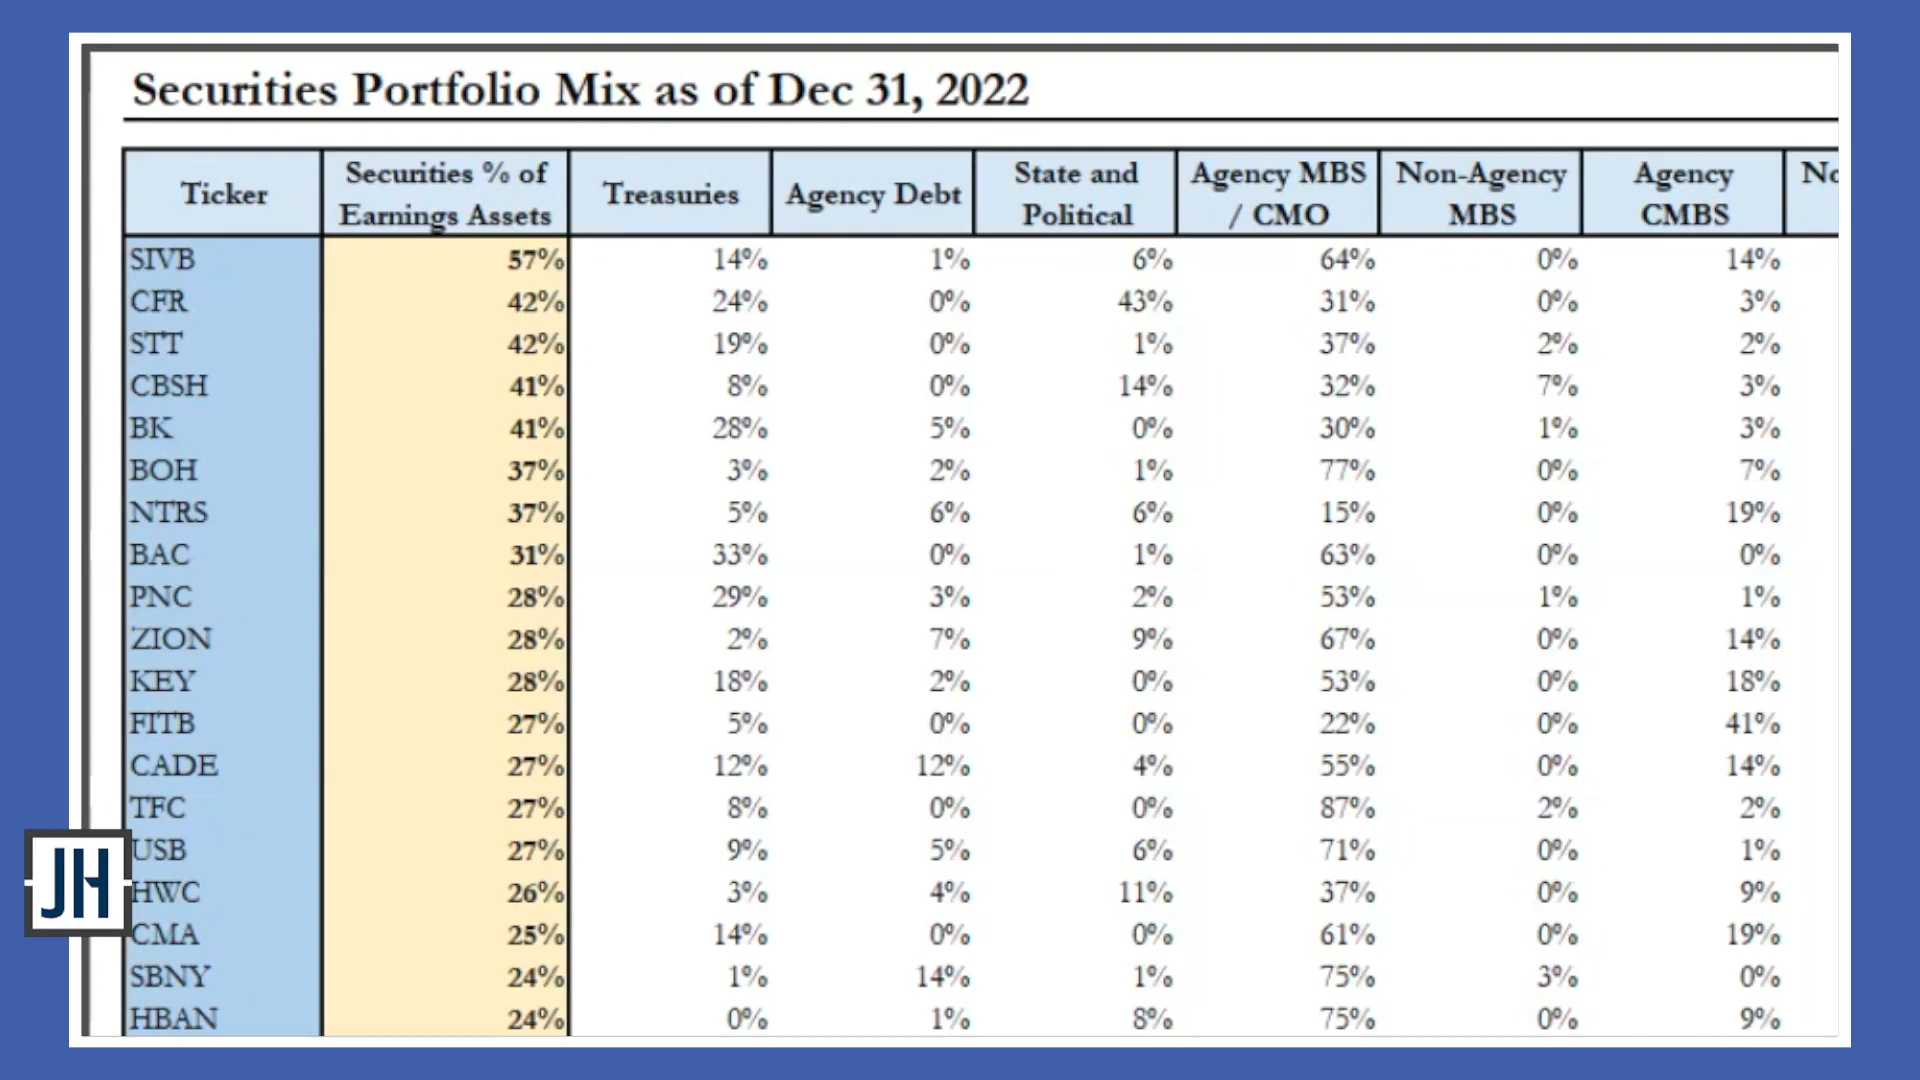 Securities Portfolio Mix as of Dec 31, 2022
Ticker Securities % of Earnings Assets Treasuries Agency Debt State and Political Agency MBS / CMO Non-Agency MBS Agency CMBS
SIVB 57% 14% 1% 6% 64% 0% 14%
CFR 42% 24% 0% 43% 31% 0% 3%
STT 42% 19% 0% 1% 37% 2% 2%
CBSH 41% 8% 0% 14% 32% 7% 3%
BK 41% 28% 5% 0% 30% 1% 3%
BOH 37% 3% 2% 1% 77% 0% 7%
NTRS 37% 5% 6% 6% 15% 0% 19%
BAC 31% 33% 0% 1% 63% 0% 0%
PNC 28% 29% 3% 2% 53% 1% 1%
ZION 28% 2% 7% 9% 67% 0% 14%
KEY 28% 18% 2% 0% 53% 0% 18%
FITB 27% 5% 0% 0% 22% 0% 41%
CADE 27% 12% 12% 4% 55% 0% 14%
TFC 27% 8% 0% 0% 87% 2% 2%
USB 27% 9% 5% 6% 71% 0% 1%
HWC 26% 3% 4% 11% 37% 0% 9%
CMA 25% 14% 0% 0% 61% 0% 19%
SBNY 24% 1% 14% 1% 75% 3% 0%
HBAN 24% 0% 1% 8% 75% 0% 9%
JH